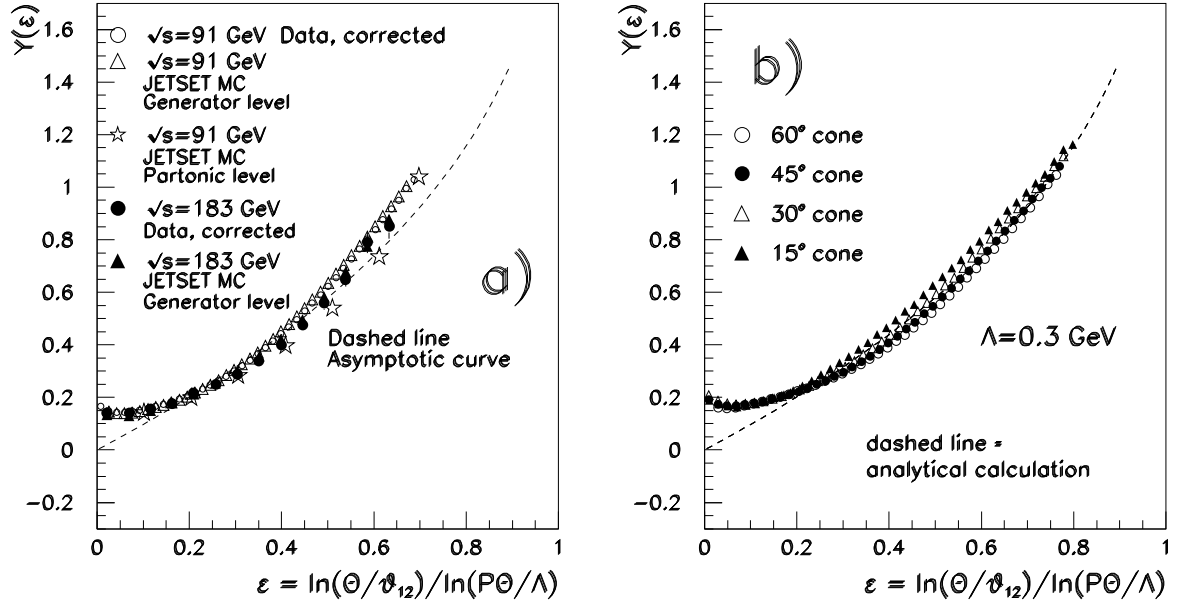 Y(ε)
1.6
1.4
1.2
1
0.8
0.6
0.4
0.2
0
−0.2
√s=91 GeV Data, corrected
√s=91 GeV
JETSET MC
Generator level
√s=91 GeV
JETSET MC
Partonic level
√s=183 GeV
Data, corrected
√s=183 GeV
JETSET MC
Generator level
a)
Dashed line
Asymptotic curve
0 0.2 0.4 0.6 0.8 1
ε = ln(Θ/ϑ₁₂)/ln(PΘ/Λ)
Y(ε)
1.6
1.4
1.2
1
0.8
0.6
0.4
0.2
0
−0.2
b)
60° cone
45° cone
30° cone
15° cone
Λ=0.3 GeV
dashed line =
analytical calculation
0 0.2 0.4 0.6 0.8 1
ε = ln(Θ/ϑ₁₂)/ln(PΘ/Λ)